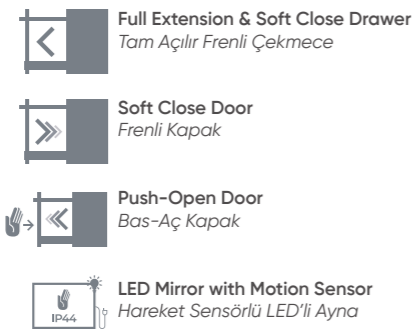 Full Extension & Soft Close Drawer
Tam Açılır Frenli Çekmece
Soft Close Door
Frenli Kapak
Push-Open Door
Bas-Aç Kapak
LED Mirror with Motion Sensor
IP44
Hareket Sensörlü LED'li Ayna